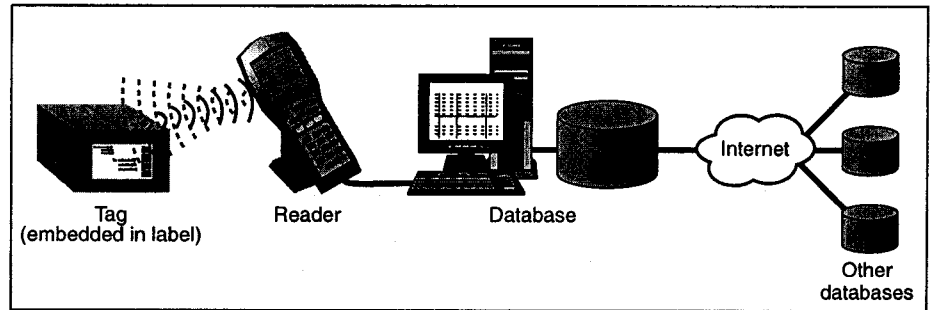 Tag
(embedded in label)
Reader
Database
Internet
Other
databases